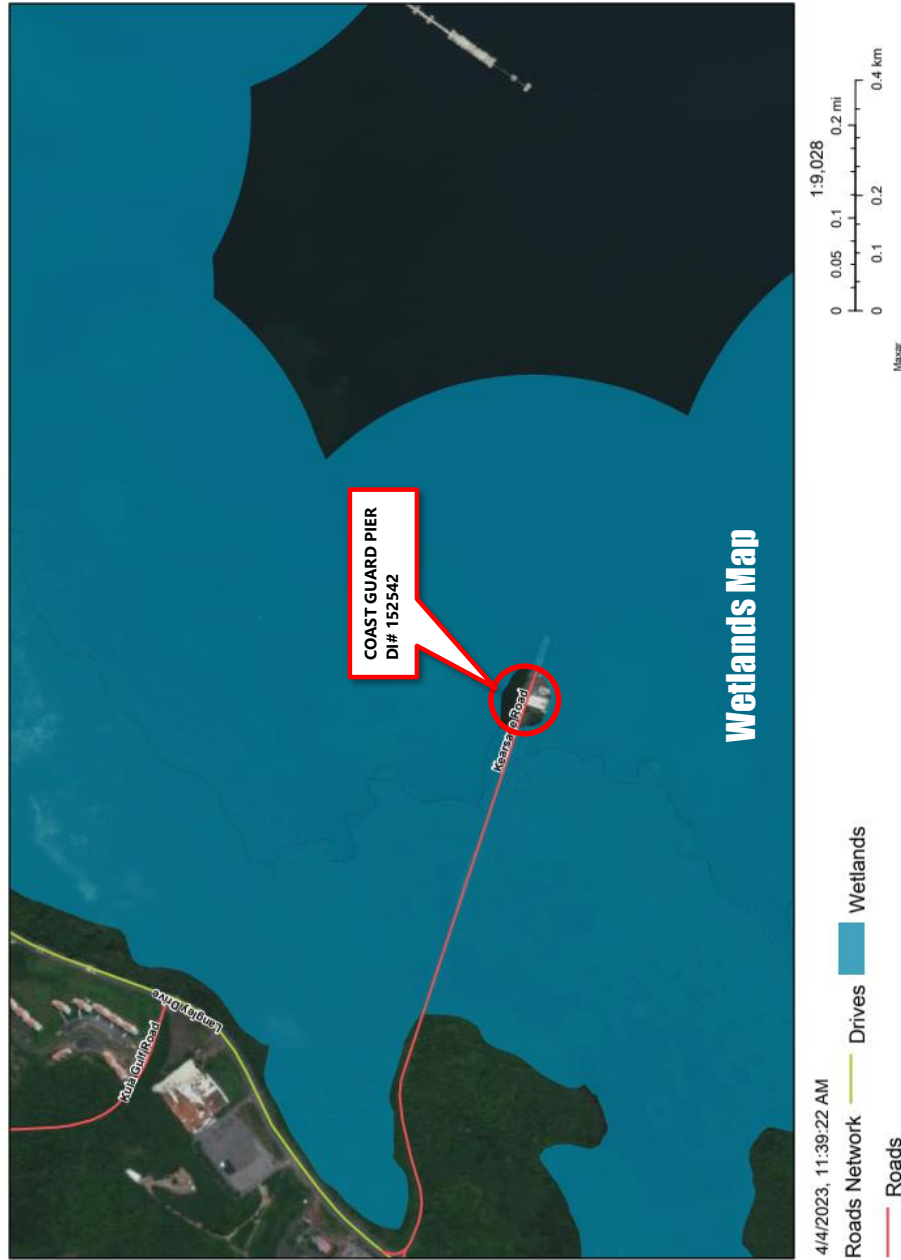 COAST GUARD PIER
DI# 152542
Kearsa e Road
Kula Gulf Road
Langley Drive
Wetlands Map
4/4/2023, 11:39:22 AM
Roads Network
Drives
Wetlands
Roads
1:9,028
0 0.05 0.1 0.2 mi
0 0.1 0.2 0.4 km
Maxar